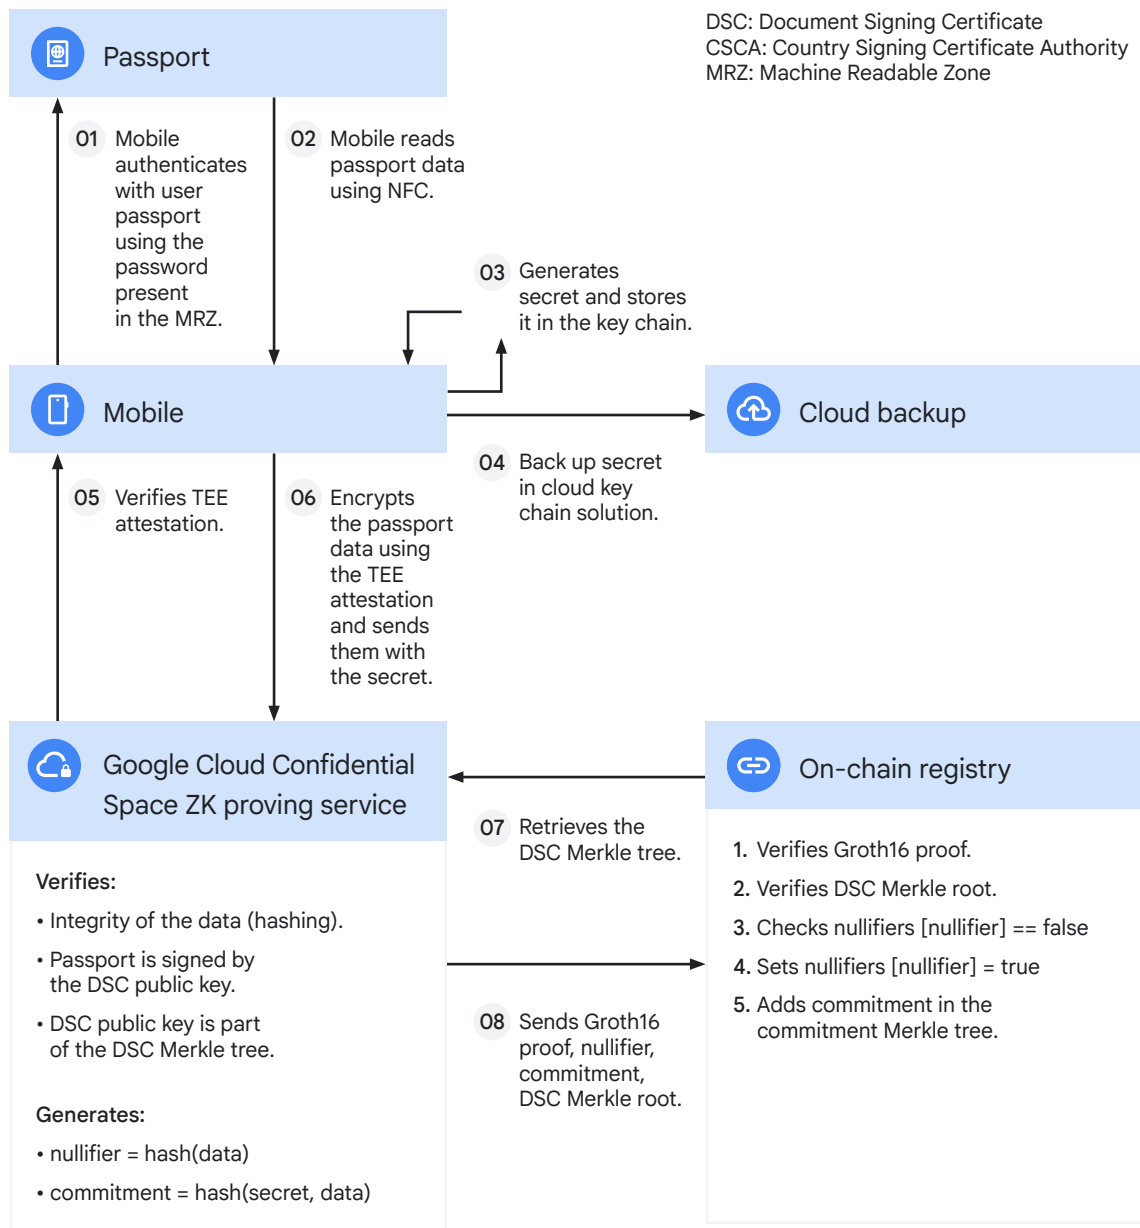 Passport
DSC: Document Signing Certificate
CSCA: Country Signing Certificate Authority
MRZ: Machine Readable Zone
01 Mobile
authenticates
with user
passport
using the
password
present
in the MRZ.
02 Mobile reads
passport data
using NFC.
03 Generates
secret and stores
it in the key chain.
Mobile
Cloud backup
04 Back up secret
in cloud key
chain solution.
05 Verifies TEE
attestation.
06 Encrypts
the passport
data using
the TEE
attestation
and sends
them with
the secret.
Google Cloud Confidential
Space ZK proving service
On-chain registry
07 Retrieves the
DSC Merkle tree.
Verifies:
• Integrity of the data (hashing).
• Passport is signed by
the DSC public key.
• DSC public key is part
of the DSC Merkle tree.
Generates:
• nullifier = hash(data)
• commitment = hash(secret, data)
08 Sends Groth16
proof, nullifier,
commitment,
DSC Merkle root.
1. Verifies Groth16 proof.
2. Verifies DSC Merkle root.
3. Checks nullifiers [nullifier] == false
4. Sets nullifiers [nullifier] = true
5. Adds commitment in the
commitment Merkle tree.